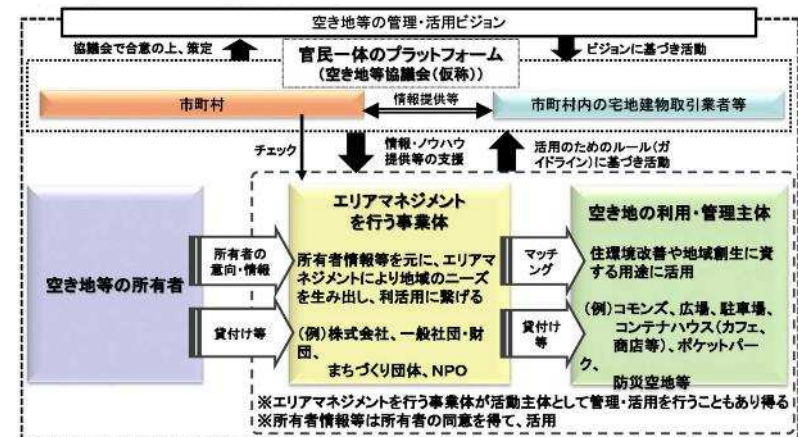 空き地等の管理・活用ビジョン
協議会で合意の上、策定
官民一体のプラットフォーム
(空き地等協議会(仮称))
ビジョンに基づき活動
市町村
情報提供等
市町村内の宅地建物取引業者等
チェック
情報・ノウハウ
提供等の支援
活用のためのルール(ガ
イドライン)に基づき活動
空き地等の所有者
所有者の
意向・情報
貸付け等
エリアマネジメント
を行う事業体
所有者情報等を元に、エリアマ
ネジメントにより地域のニーズ
を生み出し、利活用に繋げる
(例)株式会社、一般社団・財
団、
まちづくり団体、NPO
マッチ
ング
貸付け
等
空き地の利用・管理主体
住環境改善や地域創生に資
する用途に活用
(例)コモンズ、広場、駐車場、
コンテナハウス(カフェ、
商店等)、ポケットパー
ク、
防災空地等
※エリアマネジメントを行う事業体が活動主体として管理・活用を行うこともあり得る
※所有者情報等は所有者の同意を得て、活用